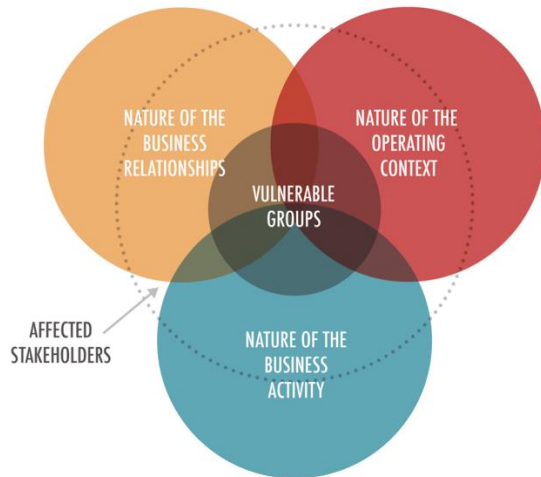 NATURE OF THE
BUSINESS
RELATIONSHIPS
NATURE OF THE
OPERATING
CONTEXT
VULNERABLE
GROUPS
AFFECTED
STAKEHOLDERS
NATURE OF THE
BUSINESS
ACTIVITY